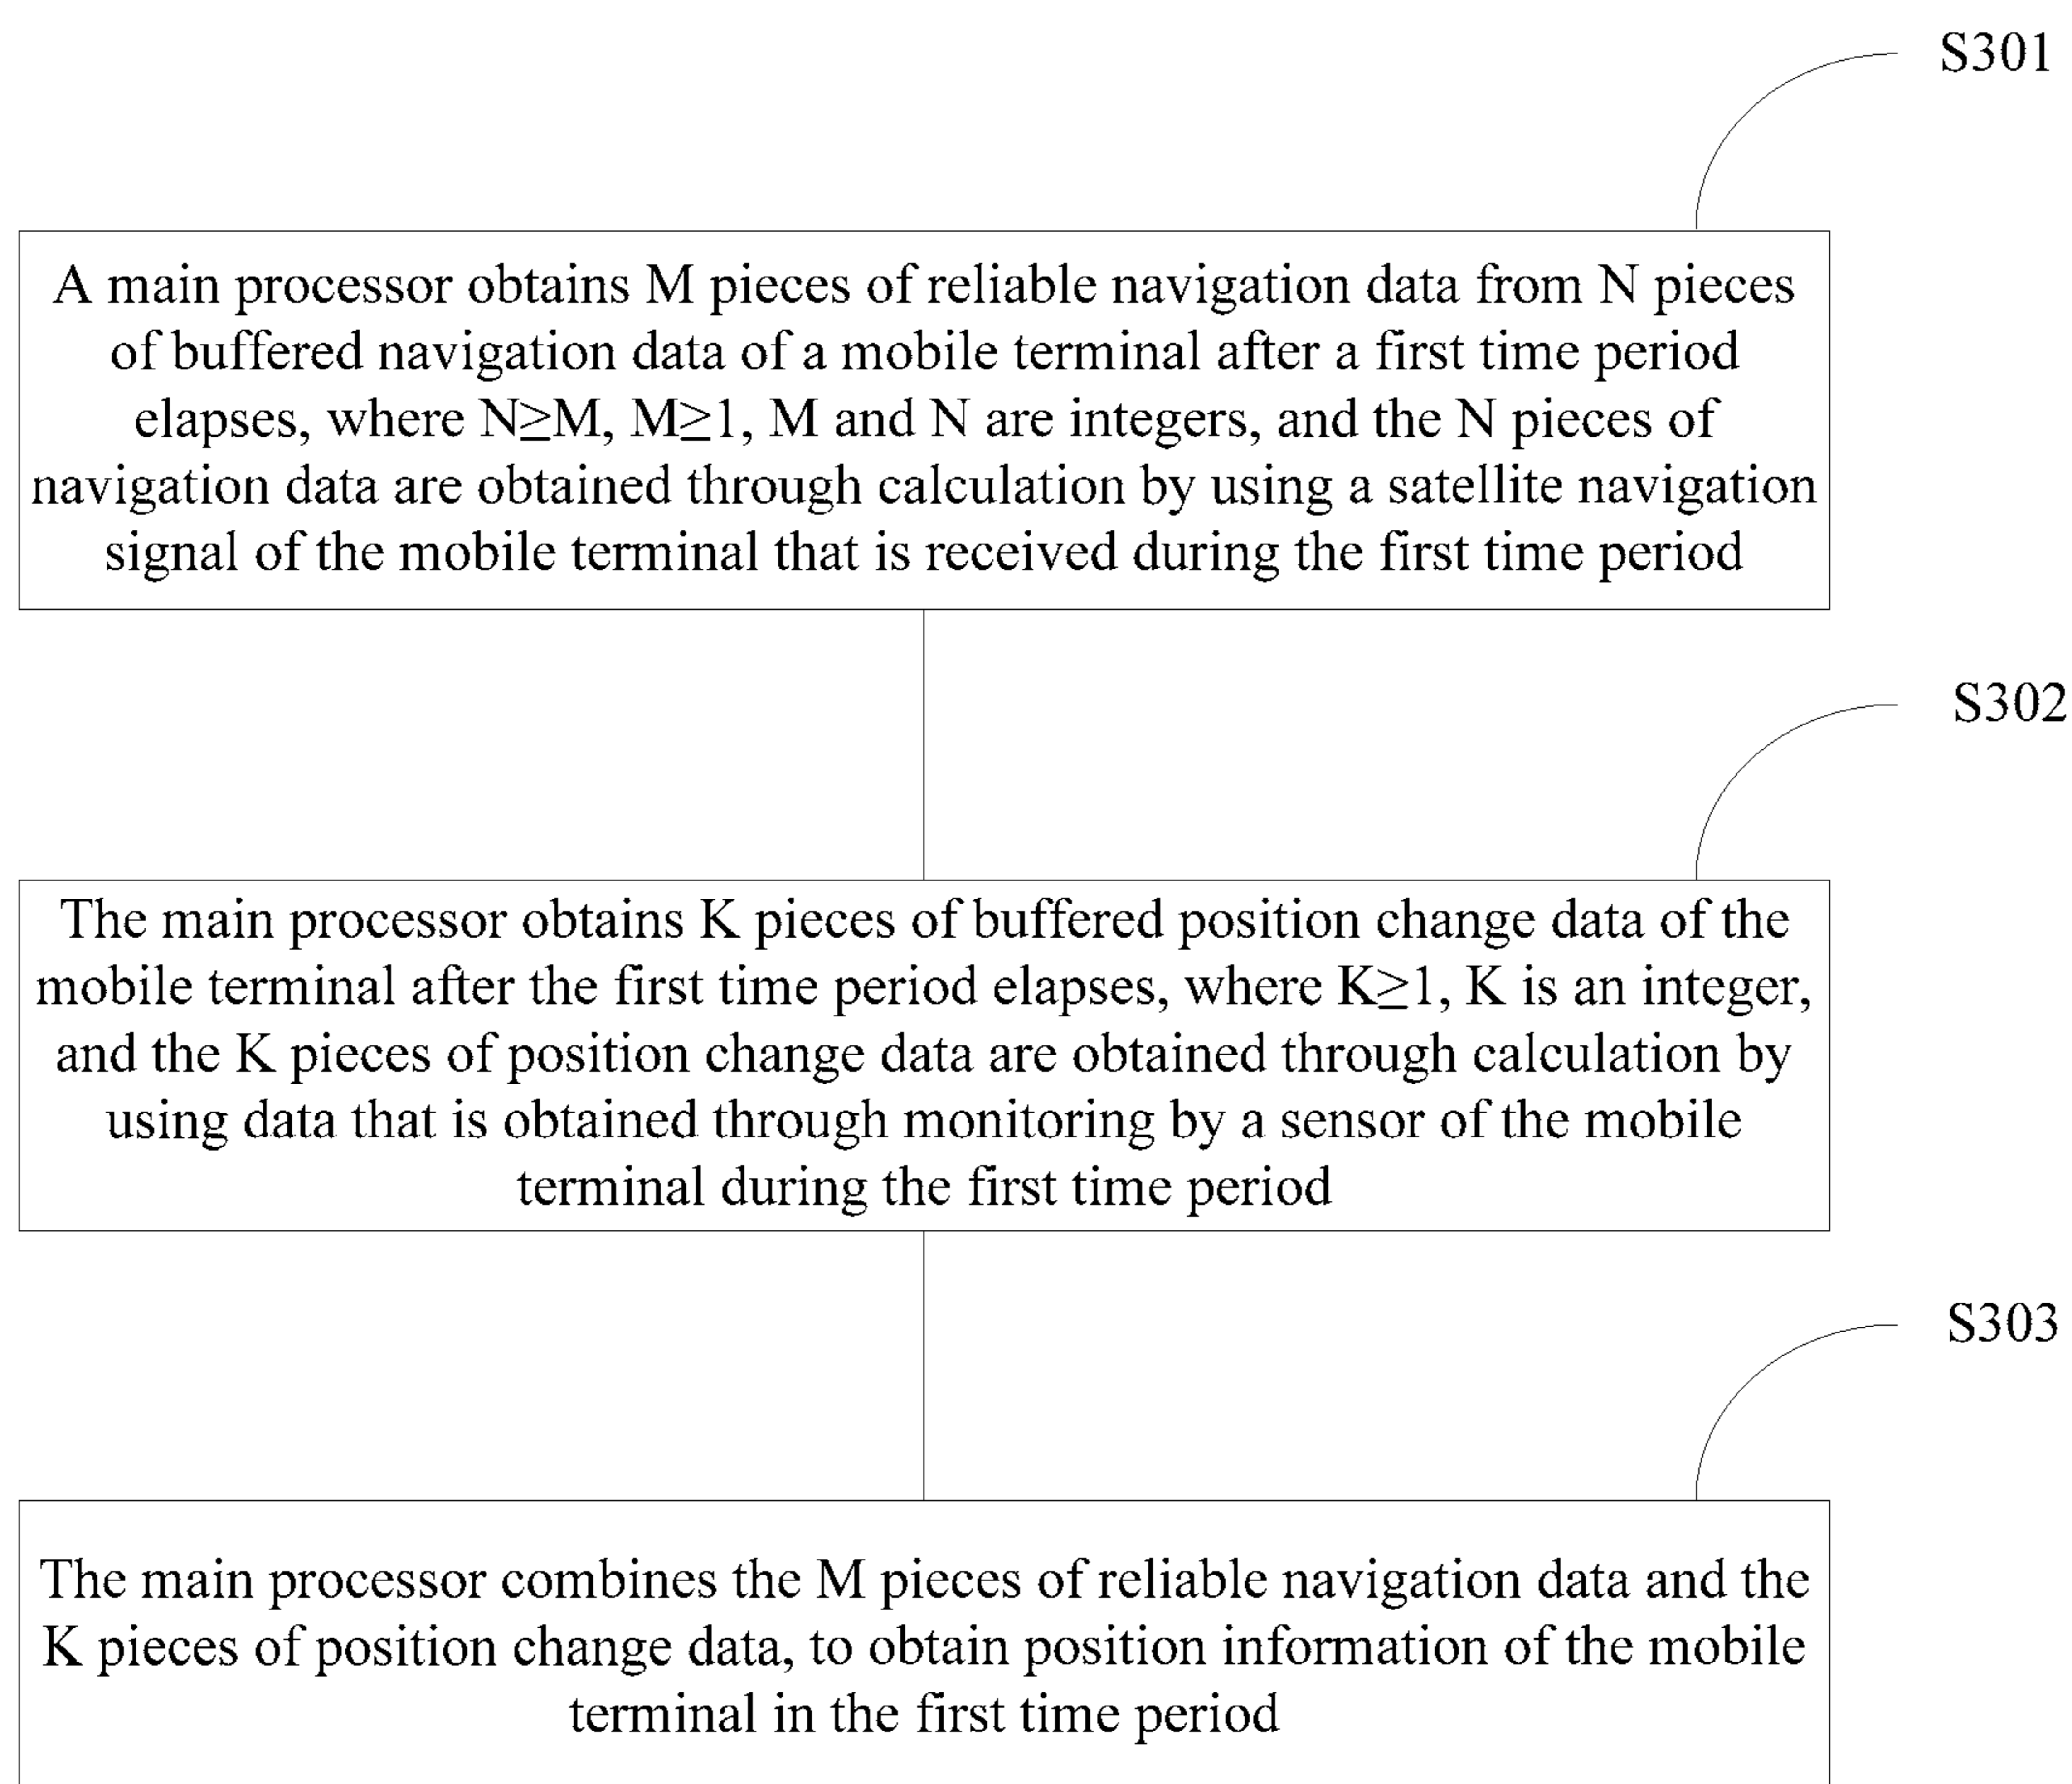 S301
A main processor obtains M pieces of reliable navigation data from N pieces
of buffered navigation data of a mobile terminal after a first time period
elapses, where N≥M, M≥1, M and N are integers, and the N pieces of
navigation data are obtained through calculation by using a satellite navigation
signal of the mobile terminal that is received during the first time period
S302
The main processor obtains K pieces of buffered position change data of the
mobile terminal after the first time period elapses, where K≥1, K is an integer,
and the K pieces of position change data are obtained through calculation by
using data that is obtained through monitoring by a sensor of the mobile
terminal during the first time period
S303
The main processor combines the M pieces of reliable navigation data and the
K pieces of position change data, to obtain position information of the mobile
terminal in the first time period